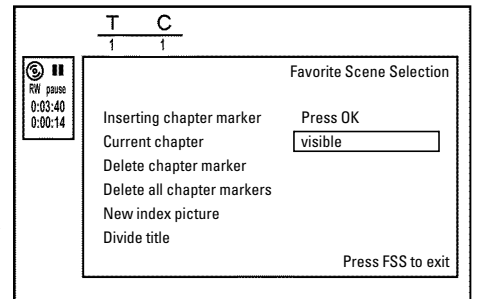 T C
1 1
RW pause
0:03:40
0:00:14
Favorite Scene Selection
Inserting chapter marker Press OK
Current chapter visible
Delete chapter marker
Delete all chapter markers
New index picture
Divide title
Press FSS to exit